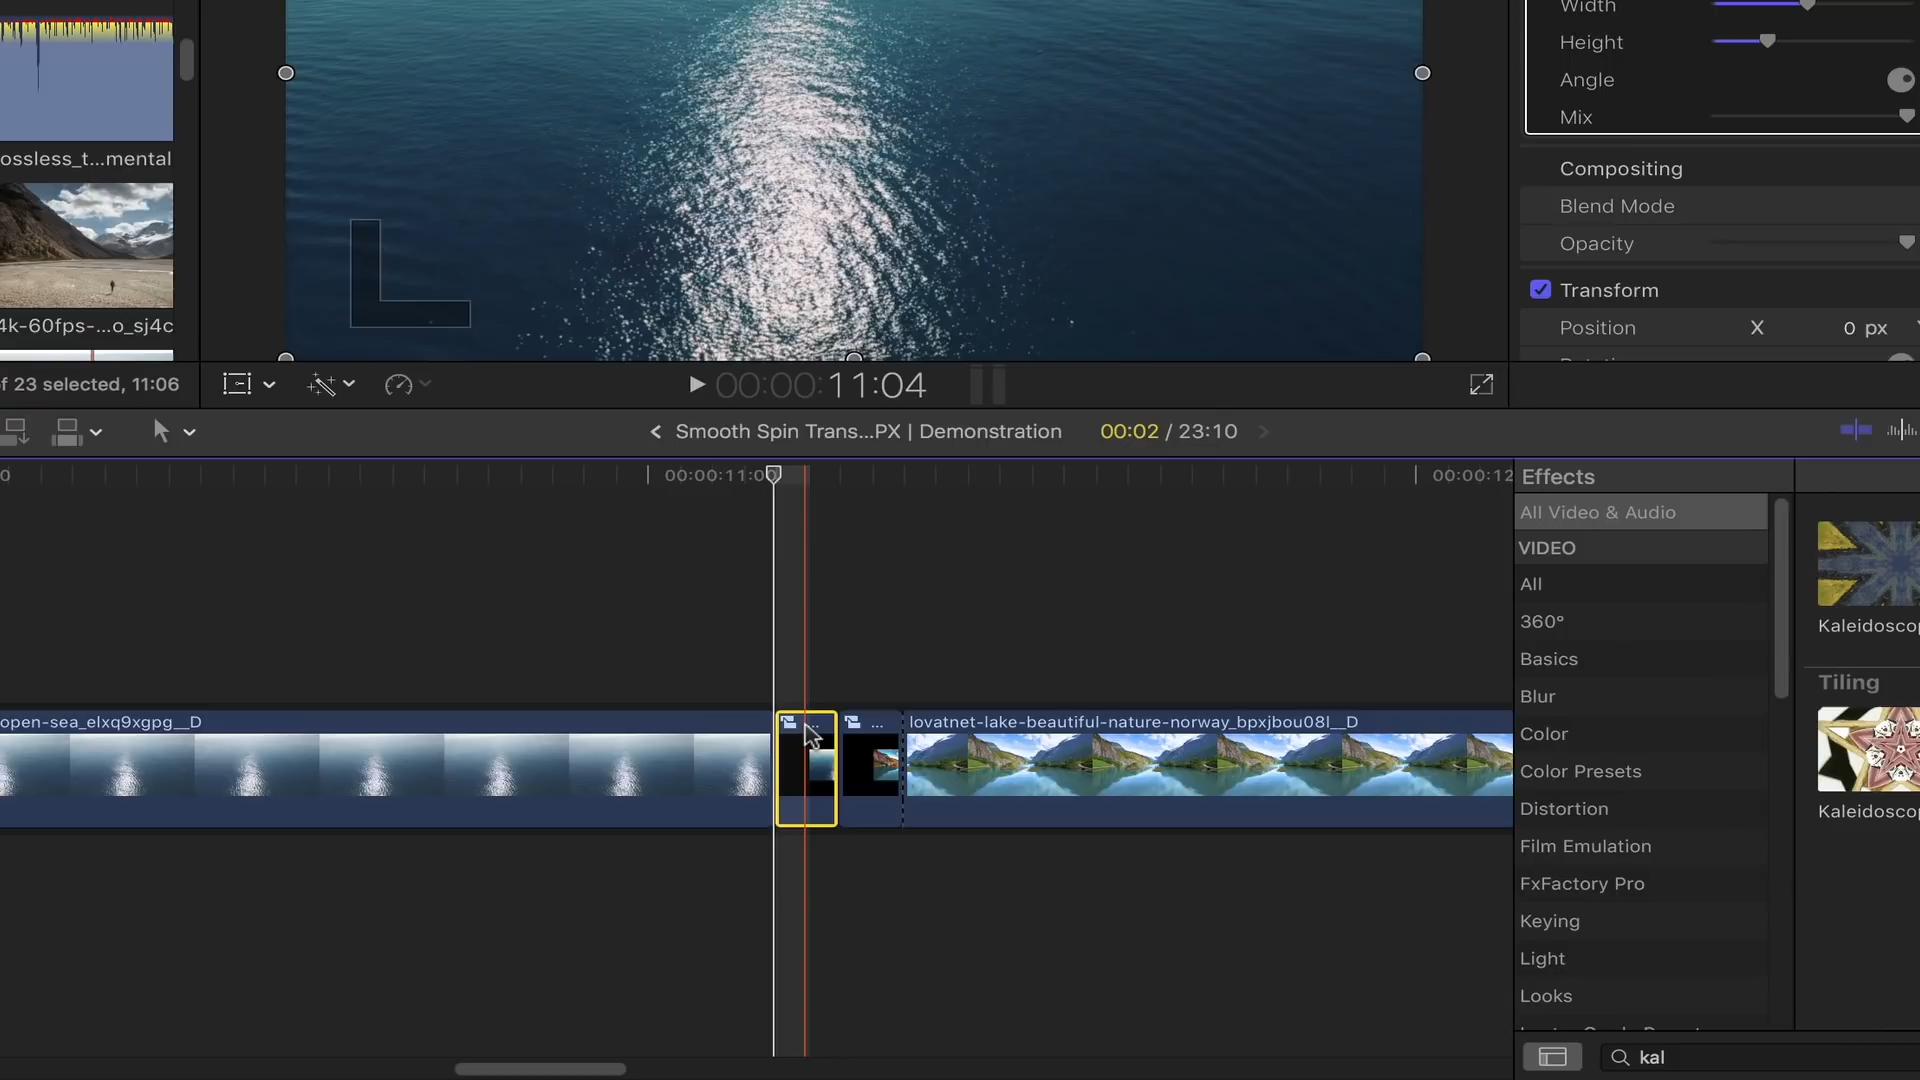 Width
Height
Angle
Mix
Compositing
Blend Mode
Opacity
Transform
Position X 0 px
ossless_t...mental
4k-60fps-...o_sj4c
f 23 selected, 11:06
00:00:11:04
Smooth Spin Trans...PX | Demonstration 00:02 / 23:10
00:00:11:00
00:00:12
Effects
All Video & Audio
VIDEO
All
360°
Basics
Blur
Color
Color Presets
Distortion
Film Emulation
FxFactory Pro
Keying
Light
Looks
Kaleidosco
Tiling
Kaleidosco
open-sea_elxq9xgpg__D
...
...
lovatnet-lake-beautiful-nature-norway_bpxjbou08l__D
kal